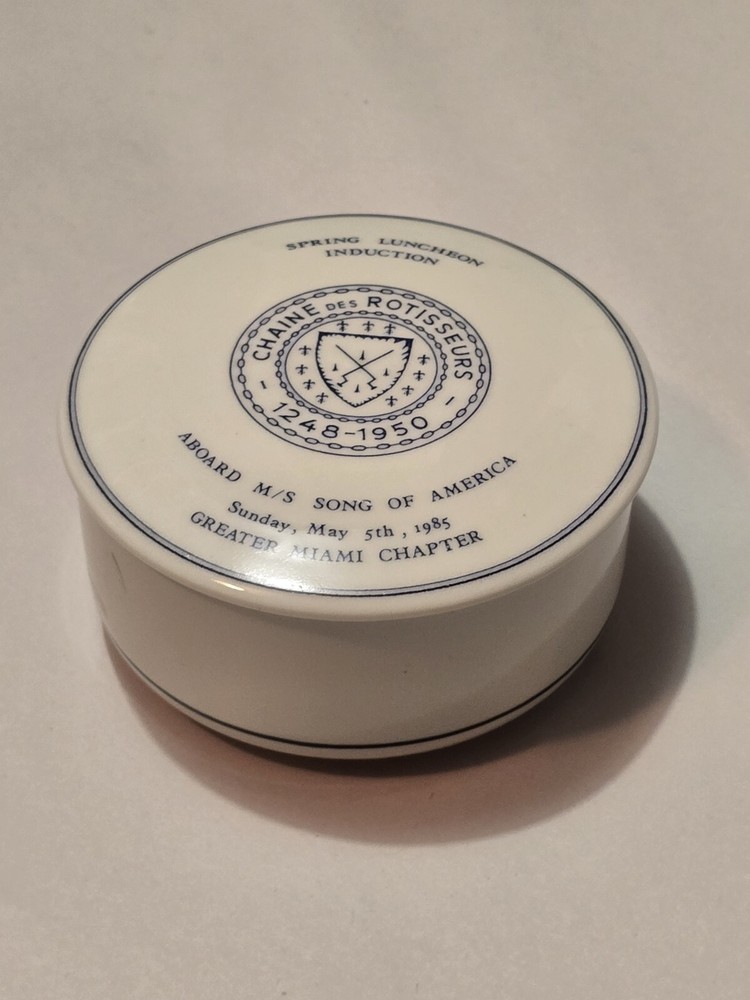 SPRING LUNCHEON
INDUCTION
CHAINE DES ROTISSEURS
- 1248-1950 -
ABOARD M/S SONG OF AMERICA
Sunday, May 5th, 1985
GREATER MIAMI CHAPTER